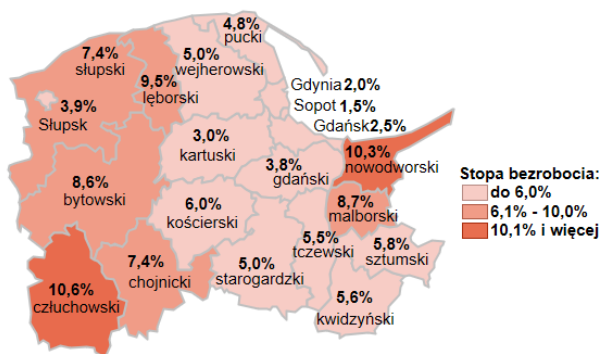 4,8%
pucki
7,4%
słupski
5,0%
wejherowski
9,5%
lęborski
Gdynia 2,0%
Sopot 1,5%
Gdańsk 2,5%
3,9%
Słupsk
3,0%
kartuski
10,3%
nowodworski
3,8%
gdański
8,6%
bytowski
6,0%
kościerski
8,7%
malborski
5,5%
tczewski
5,8%
sztumski
7,4%
chojnicki
5,0%
starogardzki
10,6%
człuchowski
5,6%
kwidzyński
Stopa bezrobocia:
do 6,0%
6,1% - 10,0%
10,1% i więcej